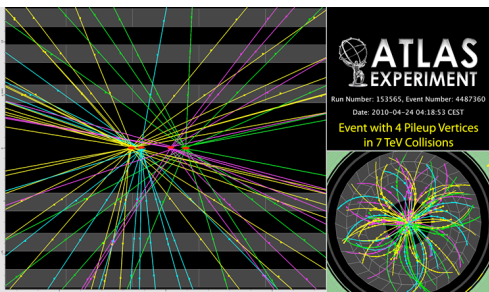 ATLAS
EXPERIMENT
Run Number: 153565, Event Number: 4487360
Date: 2010-04-24 04:18:53 CEST
Event with 4 Pileup Vertices
in 7 TeV Collisions